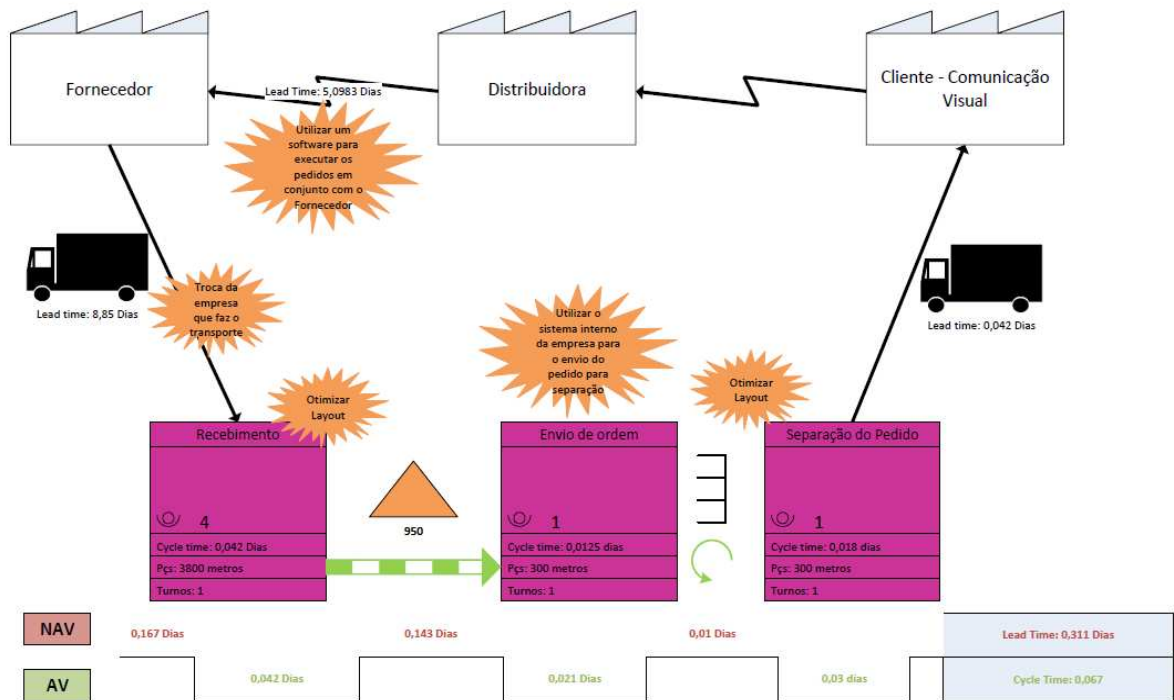 Fornecedor
Lead Time: 5,0983 Dias
Distribuidora
Cliente - Comunicação
Visual
Utilizar um
software para
executar os
pedidos em
conjunto com o
Fornecedor
Lead time: 8,85 Dias
Troca da
empresa
que faz o
transporte
Utilizar o
sistema interno
da empresa para
o envio do
pedido para
separação
Lead time: 0,042 Dias
Otimizar
Layout
Otimizar
Layout
Recebimento
4
Cycle time: 0,042 Dias
Pçs: 3800 metros
Turnos: 1
950
Envio de ordem
1
Cycle time: 0,0125 dias
Pçs: 300 metros
Turnos: 1
Separação do Pedido
1
Cycle time: 0,018 dias
Pçs: 300 metros
Turnos: 1
NAV
0,167 Dias
0,143 Dias
0,01 Dias
Lead Time: 0,311 Dias
AV
0,042 Dias
0,021 Dias
0,03 dias
Cycle Time: 0,067